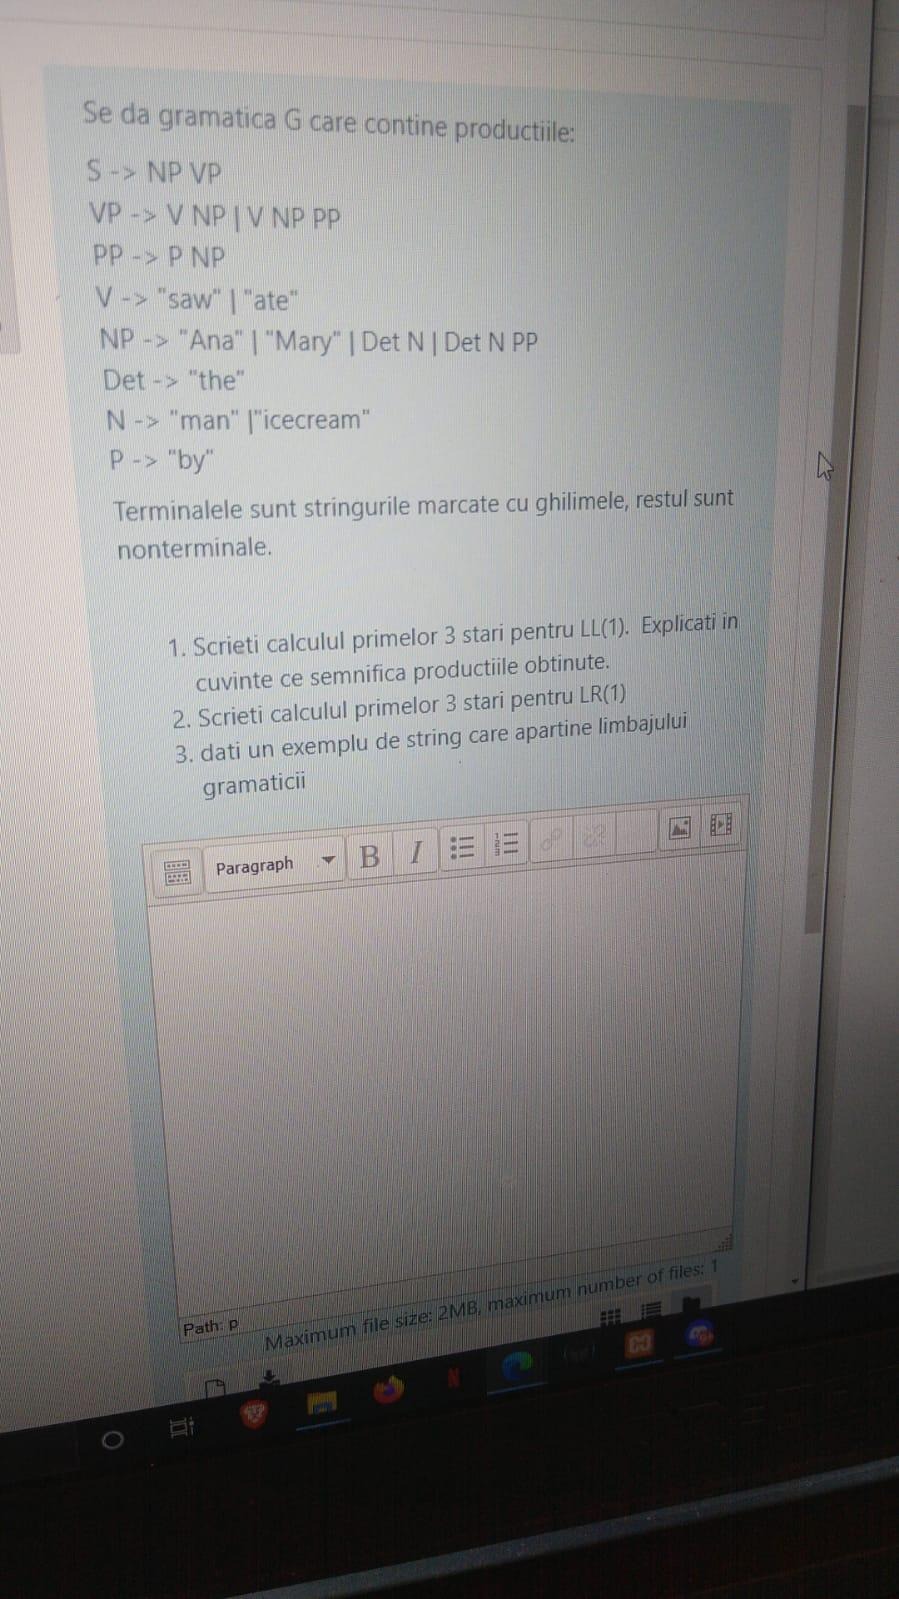 Se da gramatica G care contine productiile:
S -> NP VP
VP -> V NP | V NP PP
PP -> P NP
V -> "saw" | "ate"
NP -> "Ana" | "Mary" | Det N | Det N PP
Det -> "the"
N -> "man" |"icecream"
P -> "by"
Terminalele sunt stringurile marcate cu ghilimele, restul sunt
nonterminale.
1. Scrieti calculul primelor 3 stari pentru LL(1). Explicati in
cuvinte ce semnifica productiile obtinute.
2. Scrieti calculul primelor 3 stari pentru LR(1)
3. dati un exemplu de string care apartine limbajului
gramaticii
Paragraph B I
Path: p
Maximum file size: 2MB, maximum number of files: 1